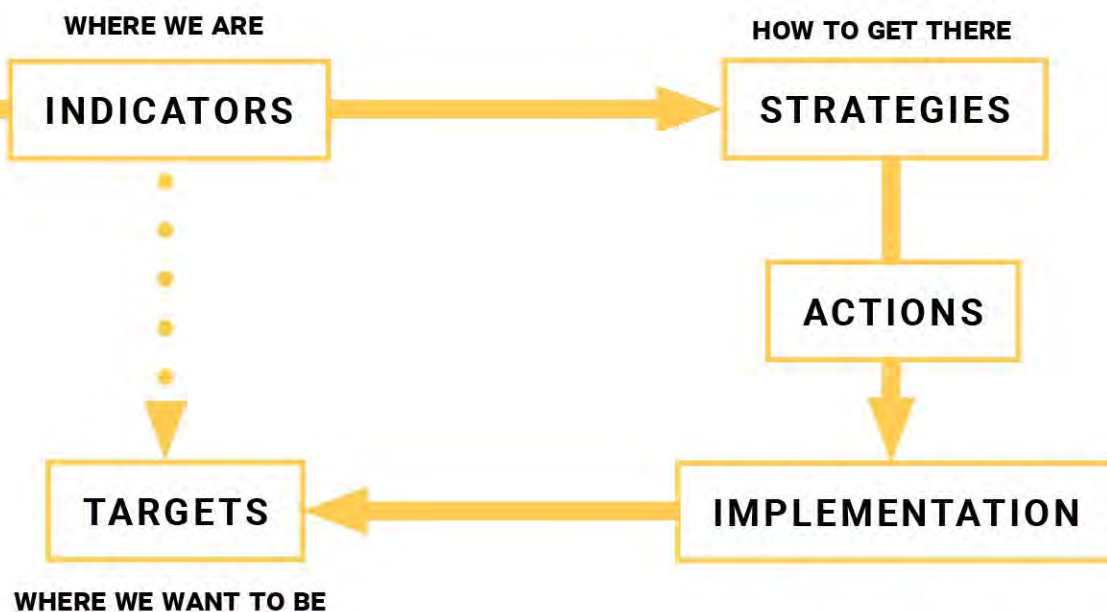 WHERE WE ARE
INDICATORS
HOW TO GET THERE
STRATEGIES
ACTIONS
IMPLEMENTATION
TARGETS
WHERE WE WANT TO BE